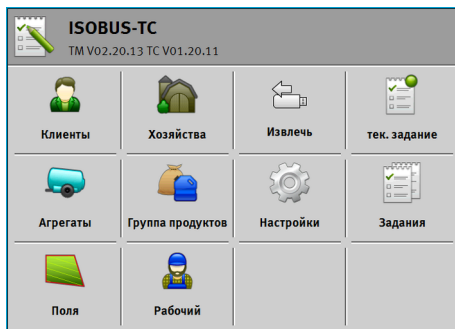 ISOBUS-TC
TM V02.20.13 TC V01.20.11
Клиенты
Хозяйства
Извлечь
тек. задание
Агрегаты
Группа продуктов
Настройки
Задания
Поля
Рабочий